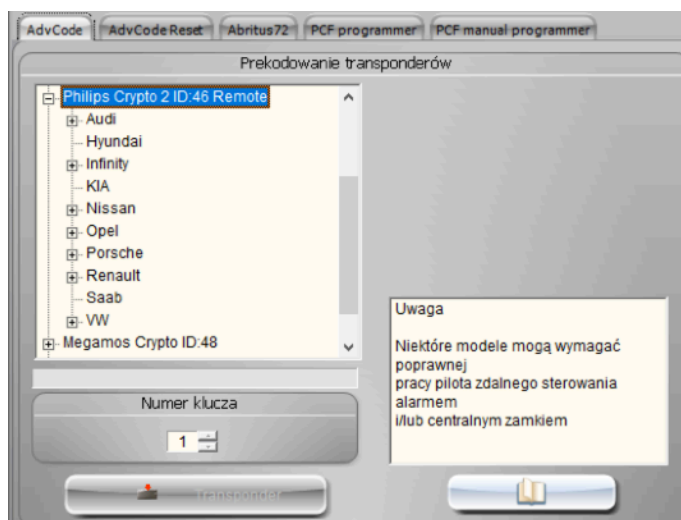 AdvCode
AdvCode Reset
Abritus72
PCF programmer
PCF manual programmer
Prekodowanie transponderów
Philips Crypto 2 ID:46 Remote
Audi
Hyundai
Infinity
KIA
Nissan
Opel
Porsche
Renault
Saab
VW
Megamos Crypto ID:48
Uwaga
Niektóre modele mogą wymagać
poprawnej
pracy pilota zdalnego sterowania
alarmem
i/lub centralnym zamkiem
Numer klucza
1
Transponder